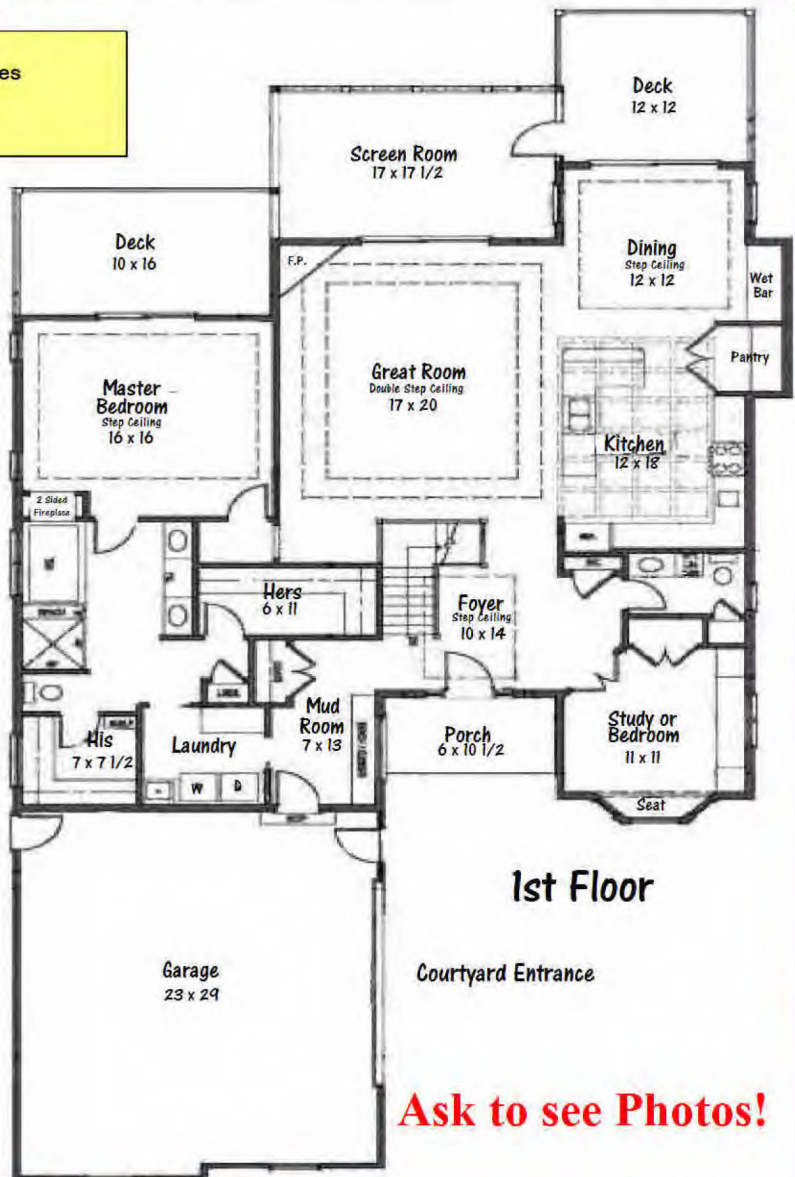 es
Deck
12 x 12
Screen Room
17 x 17 1/2
Deck
10 x 16
F.P.
Dining
Step Ceiling
12 x 12
Wet
Bar
Pantry
Great Room
Double Step Ceiling
17 x 20
Master
Bedroom
Step Ceiling
16 x 16
Kitchen
12 x 18
2 Sided
Fireplace
REF.
Hers
6 x 11
Foyer
Step Ceiling
10 x 14
Mud
Room
7 x 13
LINEN
Porch
6 x 10 1/2
Study or
Bedroom
11 x 11
His
7 x 7 1/2
Laundry
W
D
Seat
1st Floor
Garage
23 x 29
Courtyard Entrance
Ask to see Photos!